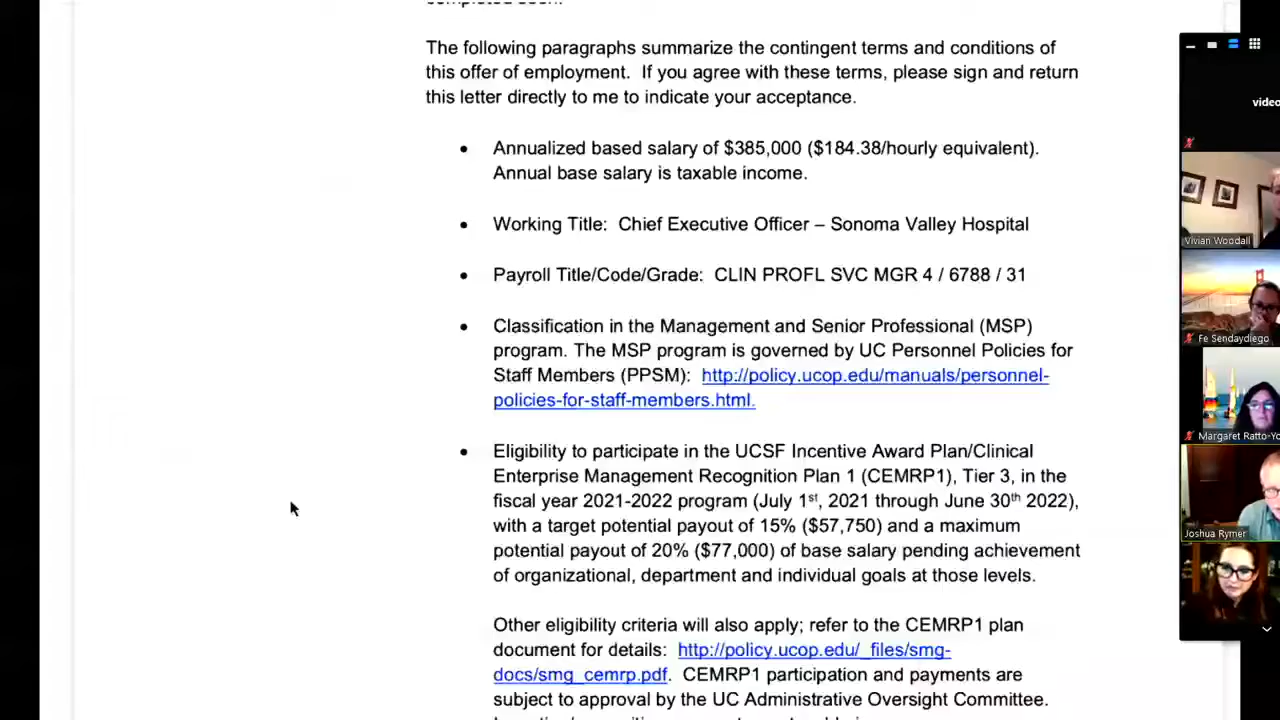 The following paragraphs summarize the contingent terms and conditions of
this offer of employment.  If you agree with these terms, please sign and return
this letter directly to me to indicate your acceptance.
• Annualized based salary of $385,000 ($184.38/hourly equivalent).
Annual base salary is taxable income.
• Working Title:  Chief Executive Officer – Sonoma Valley Hospital
• Payroll Title/Code/Grade:  CLIN PROFL SVC MGR 4 / 6788 / 31
• Classification in the Management and Senior Professional (MSP)
program. The MSP program is governed by UC Personnel Policies for
Staff Members (PPSM):  http://policy.ucop.edu/manuals/personnel-
policies-for-staff-members.html.
• Eligibility to participate in the UCSF Incentive Award Plan/Clinical
Enterprise Management Recognition Plan 1 (CEMRP1), Tier 3, in the
fiscal year 2021-2022 program (July 1st, 2021 through June 30th 2022),
with a target potential payout of 15% ($57,750) and a maximum
potential payout of 20% ($77,000) of base salary pending achievement
of organizational, department and individual goals at those levels.
Other eligibility criteria will also apply; refer to the CEMRP1 plan
document for details:  http://policy.ucop.edu/_files/smg-
docs/smg_cemrp.pdf.  CEMRP1 participation and payments are
subject to approval by the UC Administrative Oversight Committee.
video
Vivian Woodall
Fe Sendaydiego
Margaret Ratto-Yo
Joshua Rymer